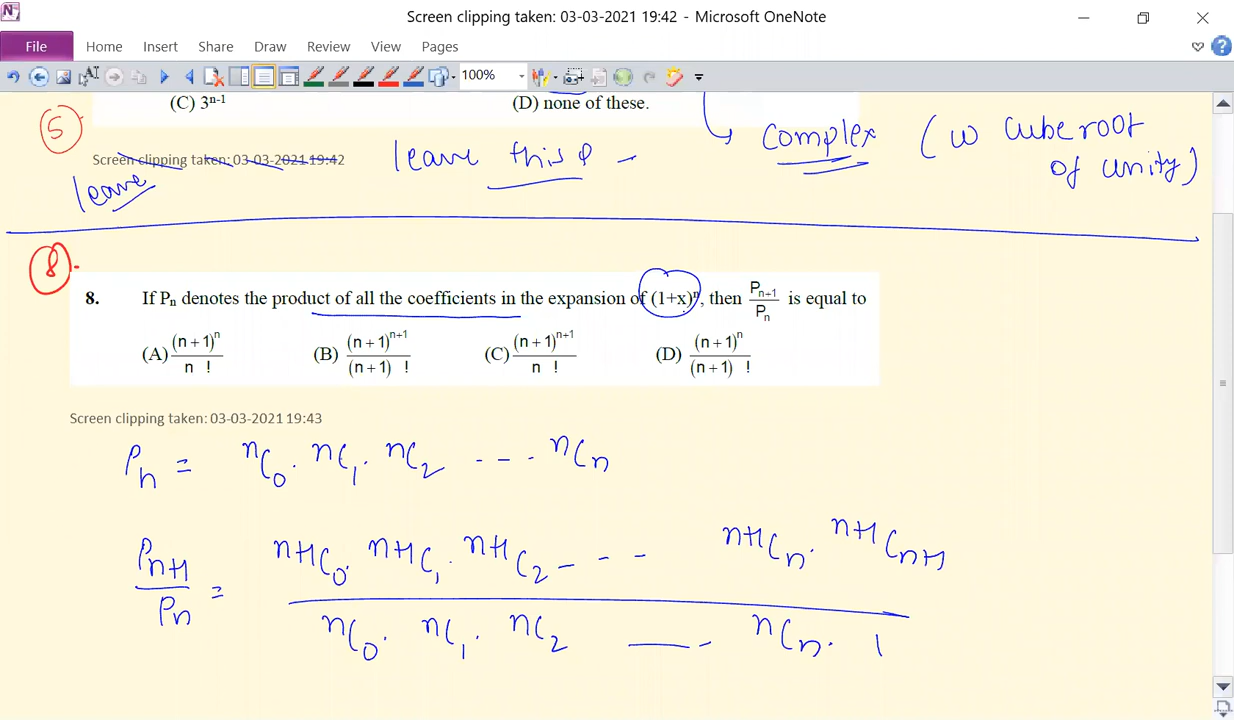 Screen clipping taken: 03-03-2021 19:42 - Microsoft OneNote
File Home Insert Share Draw Review View Pages
100%
(C) 3ⁿ⁻¹ (D) none of these.
5
Screen clipping taken: 03-03-2021 19:42
leave
leave this Q -
Complex (ω cube root of unity)
8.
8. If Pₙ denotes the product of all the coefficients in the expansion of (1+x)ⁿ, then Pₙ₊₁/Pₙ is equal to
(A) (n + 1)ⁿ/n ! (B) (n + 1)ⁿ⁺¹/(n + 1) ! (C) (n + 1)ⁿ⁺¹/n ! (D) (n + 1)ⁿ/(n + 1) !
Screen clipping taken: 03-03-2021 19:43
Pₙ = ⁿC₀ . ⁿC₁ . ⁿC₂ --- . ⁿCₙ
Pₙ₊₁/Pₙ = ⁿ⁺¹C₀ . ⁿ⁺¹C₁ . ⁿ⁺¹C₂ - - - ⁿ⁺¹Cₙ . ⁿ⁺¹Cₙ₊₁
ⁿC₀ . ⁿC₁ . ⁿC₂ —— . ⁿCₙ . 1